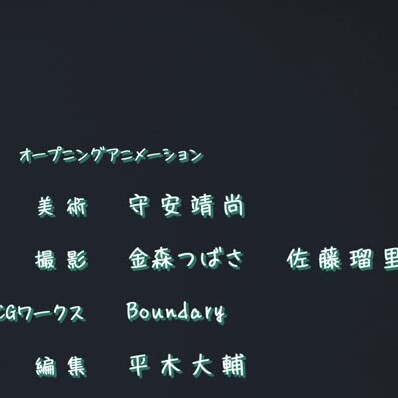 オープニングアニメーション
美術 守安靖尚
撮影 金森つばさ 佐藤瑠里
CGワークス Boundary
編集 平木大輔